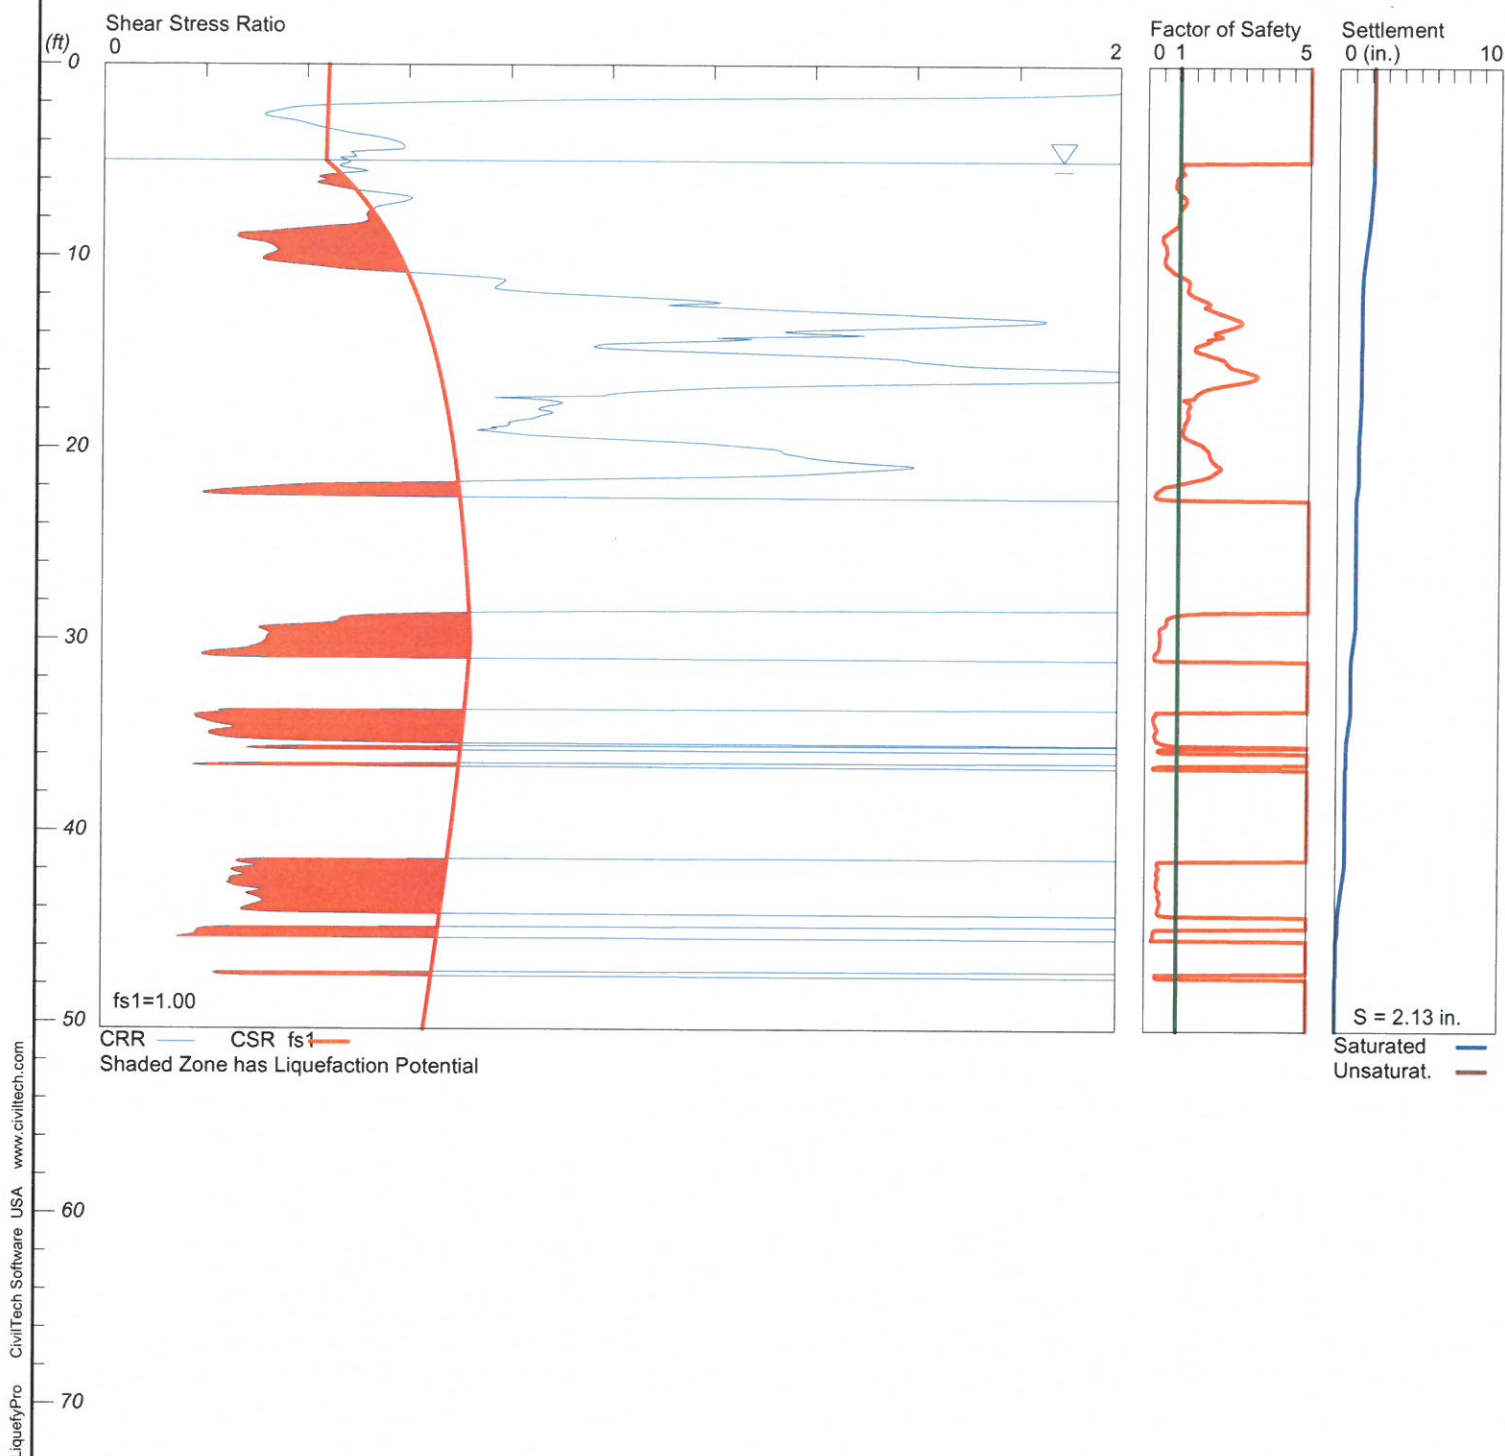 Shear Stress Ratio
Factor of Safety
Settlement
(ft)
0
0
2
0 1 5
0 (in.) 10
10
20
30
40
50
60
70
fs1=1.00
S = 2.13 in.
CRR
CSR fs1
Shaded Zone has Liquefaction Potential
Saturated
Unsaturat.
LiquefyPro CivilTech Software USA www.civiltech.com